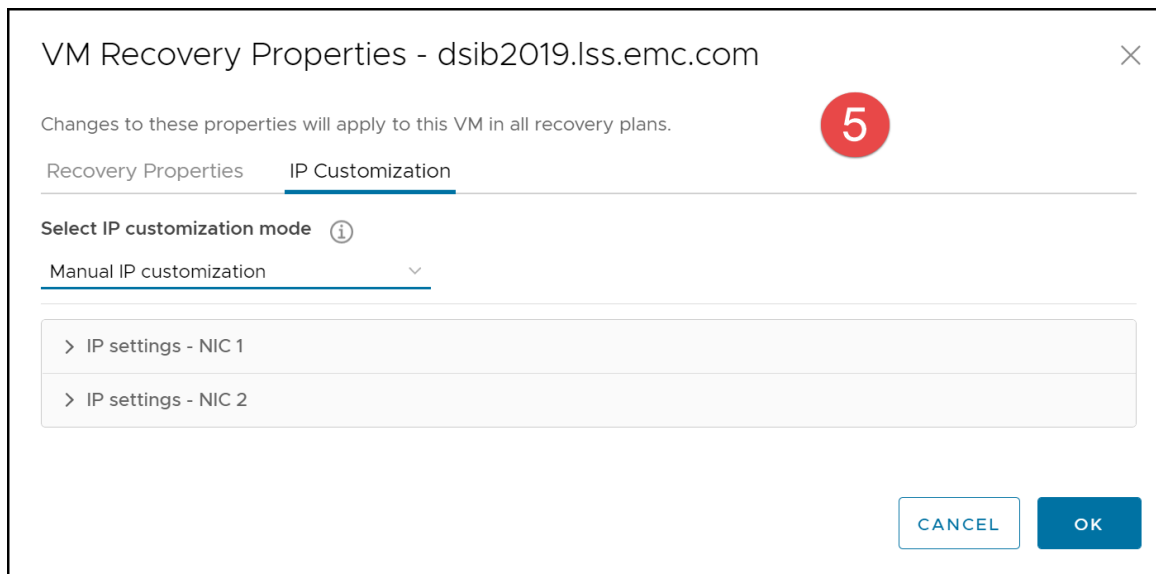 VM Recovery Properties - dsib2019.lss.emc.com
Changes to these properties will apply to this VM in all recovery plans.
5
Recovery Properties IP Customization
Select IP customization mode
Manual IP customization
IP settings - NIC 1
IP settings - NIC 2
CANCEL OK